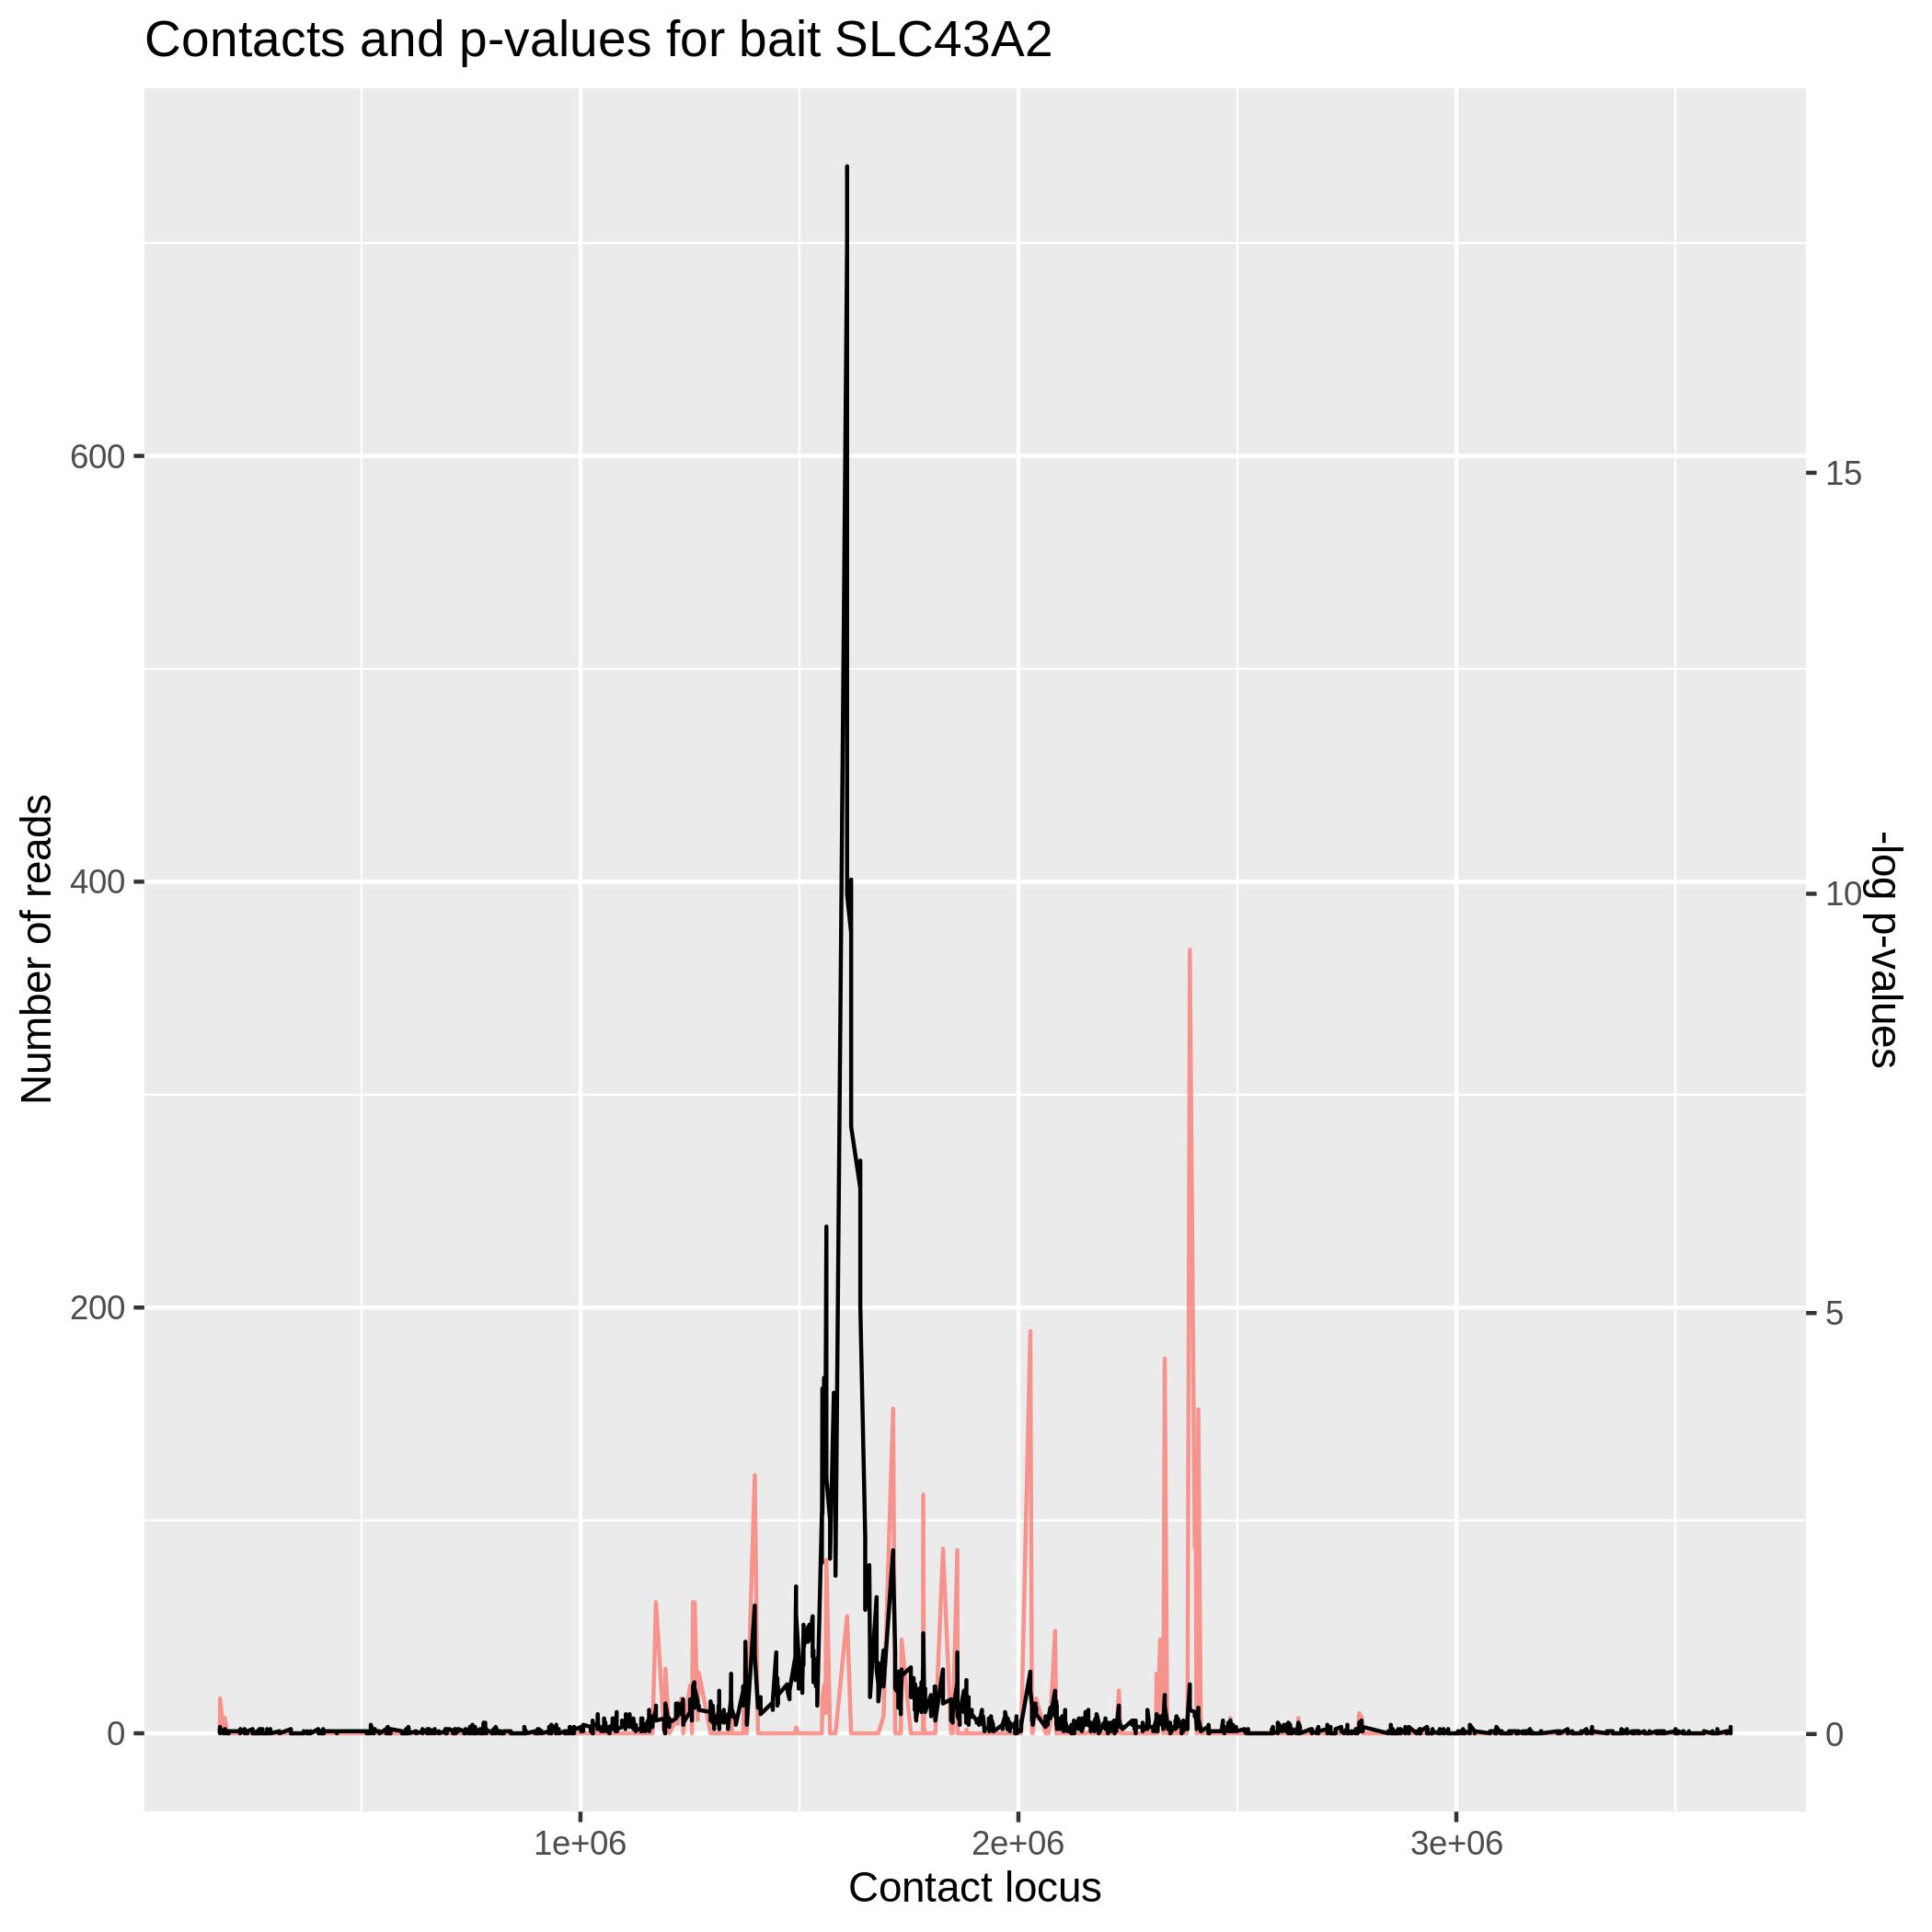 Contacts and p-values for bait SLC43A2
Number of reads
600
400
200
0
15
10
5
0
-log p-values
1e+06
2e+06
3e+06
Contact locus